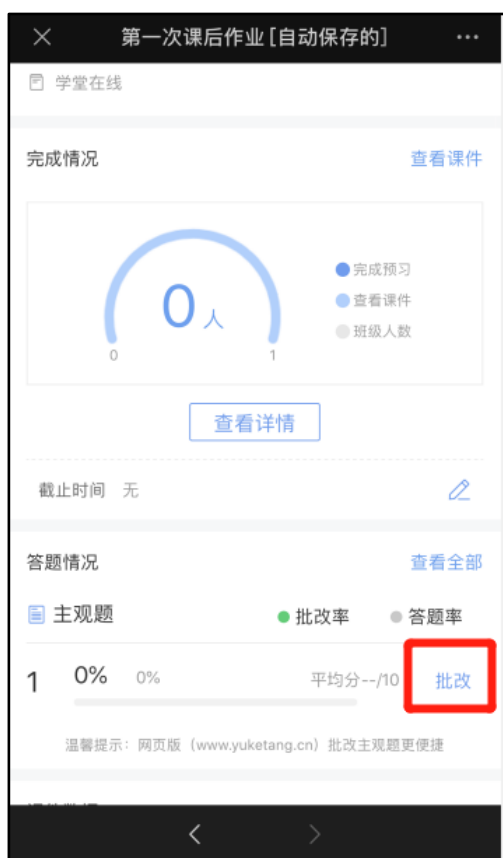 第一次课后作业[自动保存的]
学堂在线
完成情况 查看课件
完成预习
0人 查看课件
班级人数
0 1
查看详情
截止时间 无
答题情况 查看全部
主观题 批改率 答题率
1 0% 0% 平均分--/10 批改
温馨提示：网页版（www.yuketang.cn）批改主观题更便捷